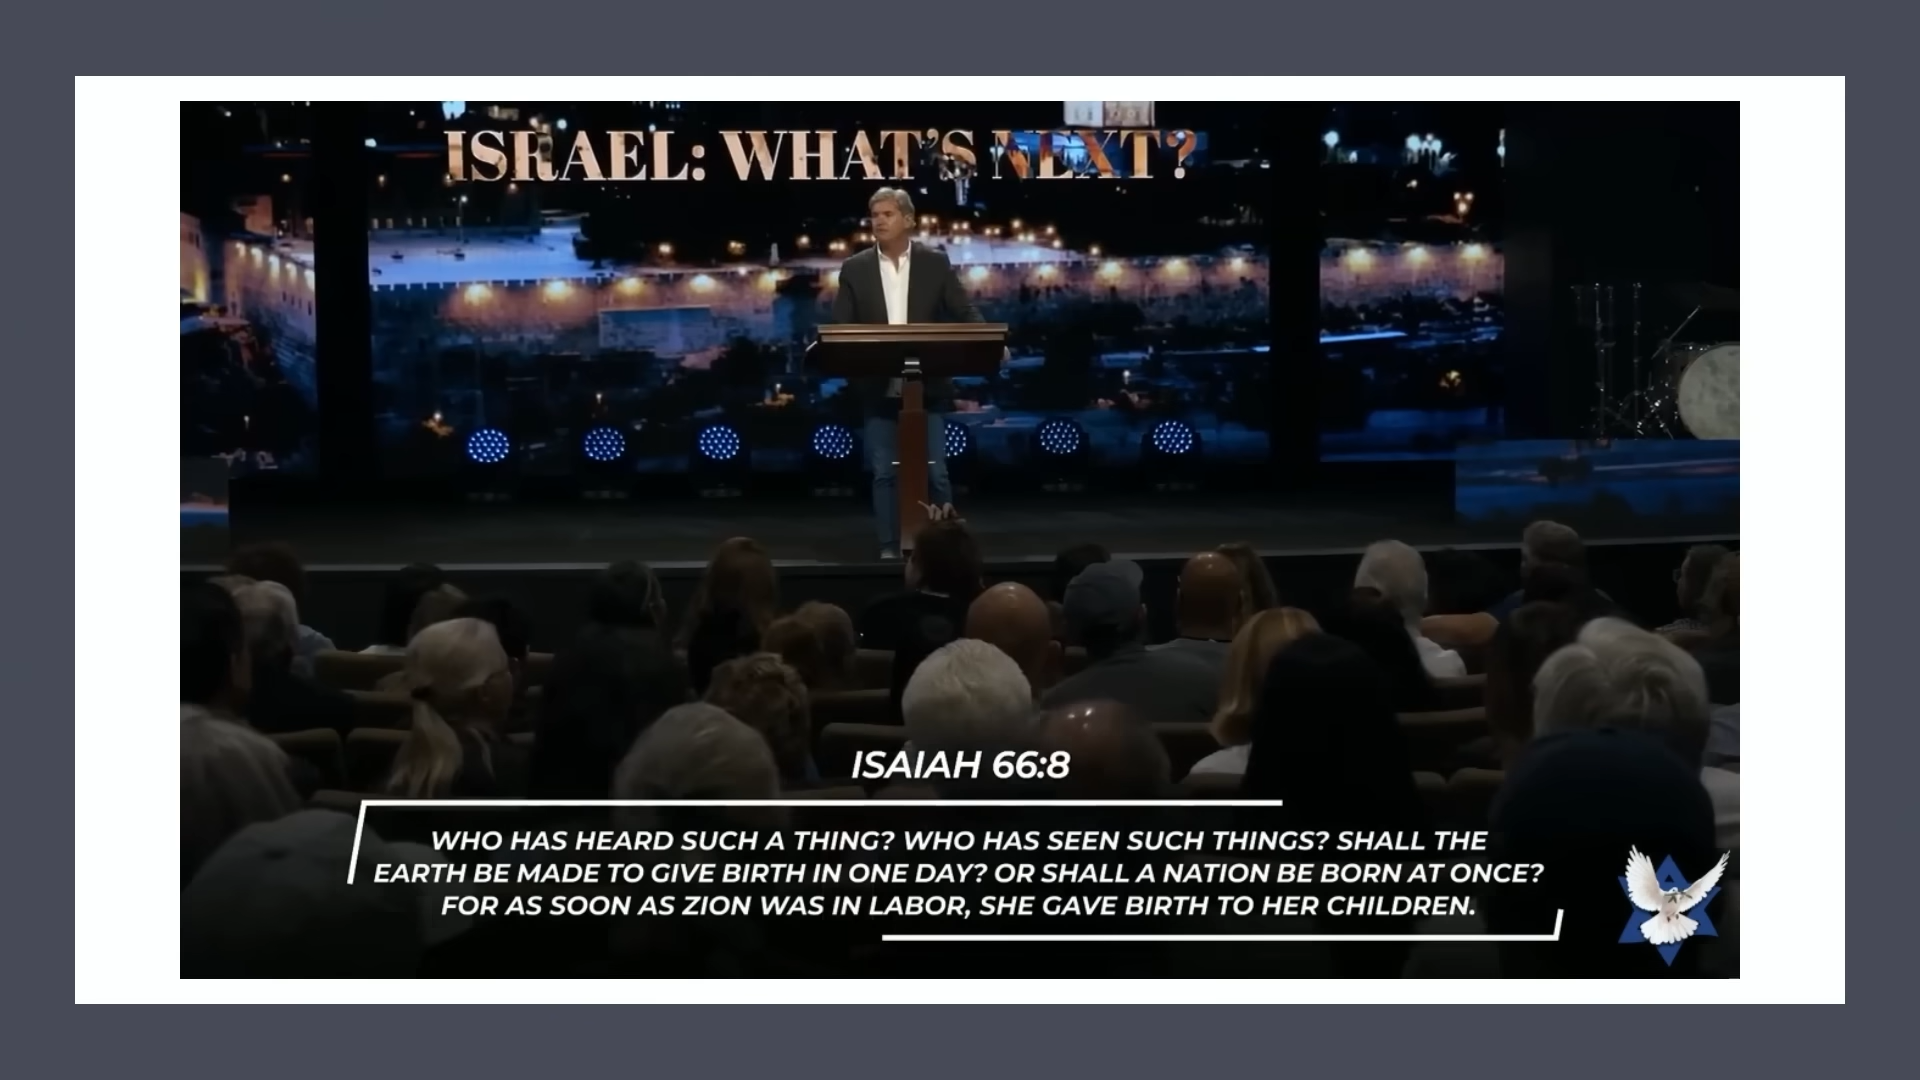 ISRAEL: WHAT'S NEXT?
ISAIAH 66:8
WHO HAS HEARD SUCH A THING? WHO HAS SEEN SUCH THINGS? SHALL THE
EARTH BE MADE TO GIVE BIRTH IN ONE DAY? OR SHALL A NATION BE BORN AT ONCE?
FOR AS SOON AS ZION WAS IN LABOR, SHE GAVE BIRTH TO HER CHILDREN.